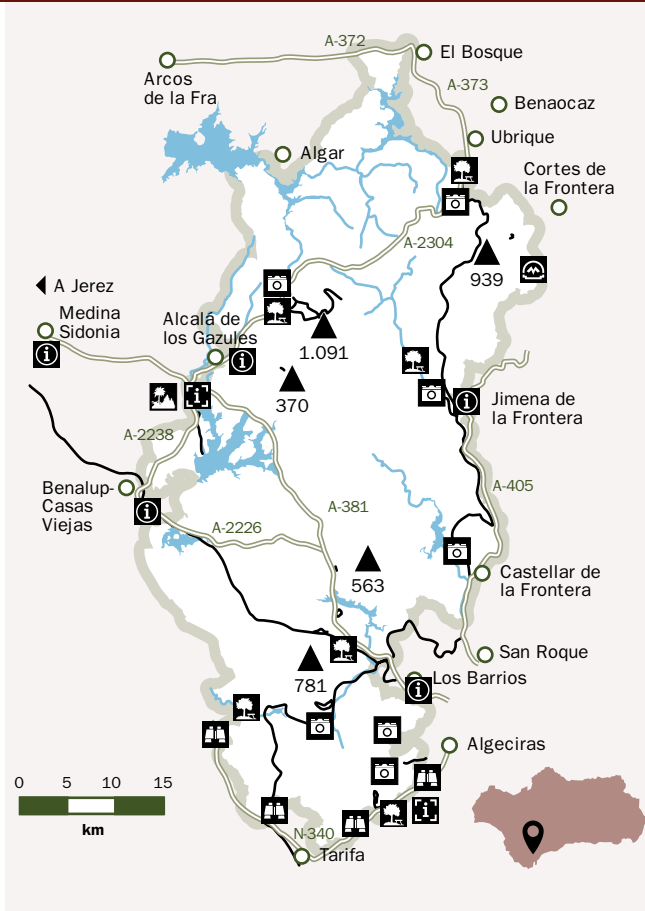 A-372
El Bosque
Arcos
de la Fra
A-373
Benaocaz
Ubrique
Algar
Cortes de
la Frontera
A-2304
939
A Jerez
Medina
Sidonia
Alcalá de
los Gazules
1.091
370
Jimena de
la Frontera
A-2238
A-405
Benalup-
Casas
Viejas
A-381
A-2226
563
Castellar de
la Frontera
San Roque
781
Los Barrios
Algeciras
0 5 10 15
km
N-340
Tarifa